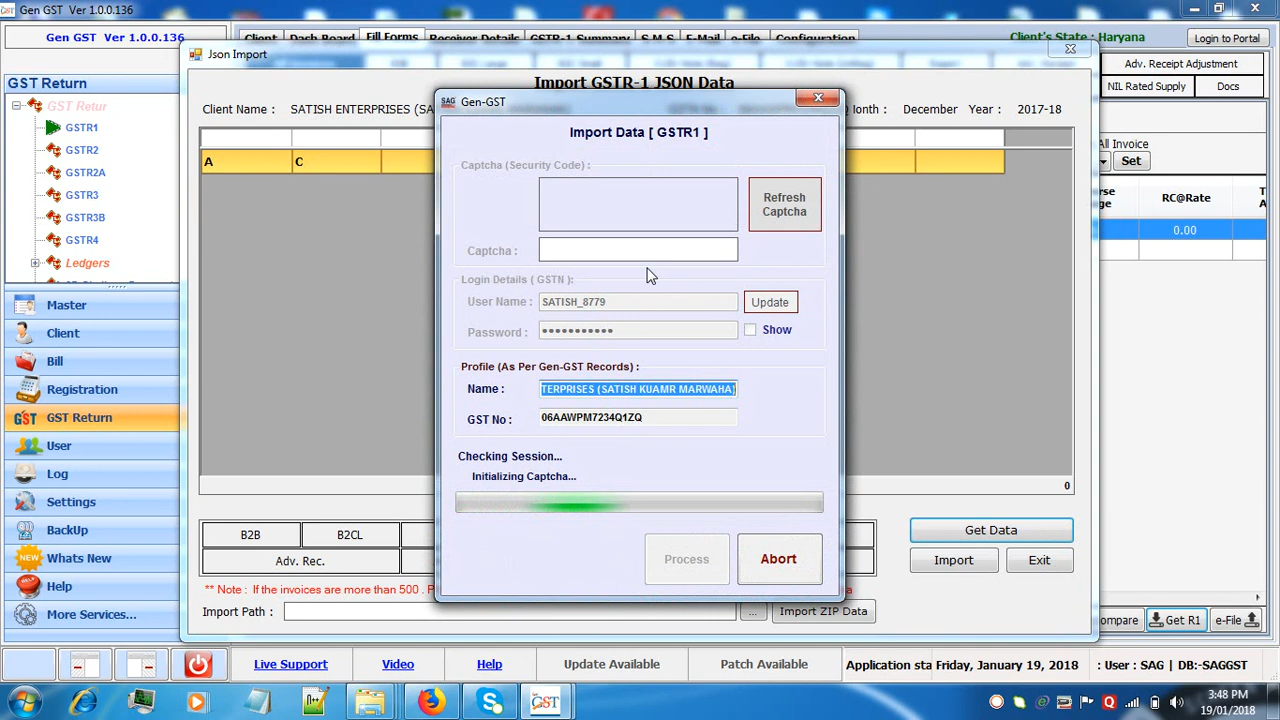 Gen GST Ver 1.0.0.136
Gen GST Ver 1.0.0.136
Client Dash Board Fill Forms Receiver Details GSTR-1 Summary S.M.S E-Mail e-File Configuration
Client's State : Haryana
Login to Portal
GST Return
GST Retur
GSTR1
GSTR2
GSTR2A
GSTR3
GSTR3B
GSTR4
Ledgers
Master
Client
Bill
Registration
GST Return
User
Log
Settings
BackUp
NEW Whats New
Help
More Services...
Json Import
Import GSTR-1 JSON Data
Client Name : SATISH ENTERPRISES (SA
December Year : 2017-18
A C
0
B2B B2CL
Adv. Rec.
Get Data
Import Exit
** Note : If the invoices are more than 500 . P
Import Path : ... Import ZIP Data
SAG Gen-GST
Import Data [ GSTR1 ]
Captcha (Security Code) :
Refresh Captcha
Captcha :
Login Details ( GSTN ):
User Name : SATISH_8779 Update
Password : ••••••••••• Show
Profile (As Per Gen-GST Records) :
Name : TERPRISES (SATISH KUAMR MARWAHA)
GST No : 06AAWPM7234Q1ZQ
Checking Session...
Initializing Captcha...
Process Abort
Adv. Receipt Adjustment
NIL Rated Supply Docs
All Invoice
Set
RC@Rate
0.00
ompare Get R1 e-File
Live Support Video Help Update Available Patch Available Application sta Friday, January 19, 2018 : User : SAG | DB:-SAGGST
3:48 PM
19/01/2018